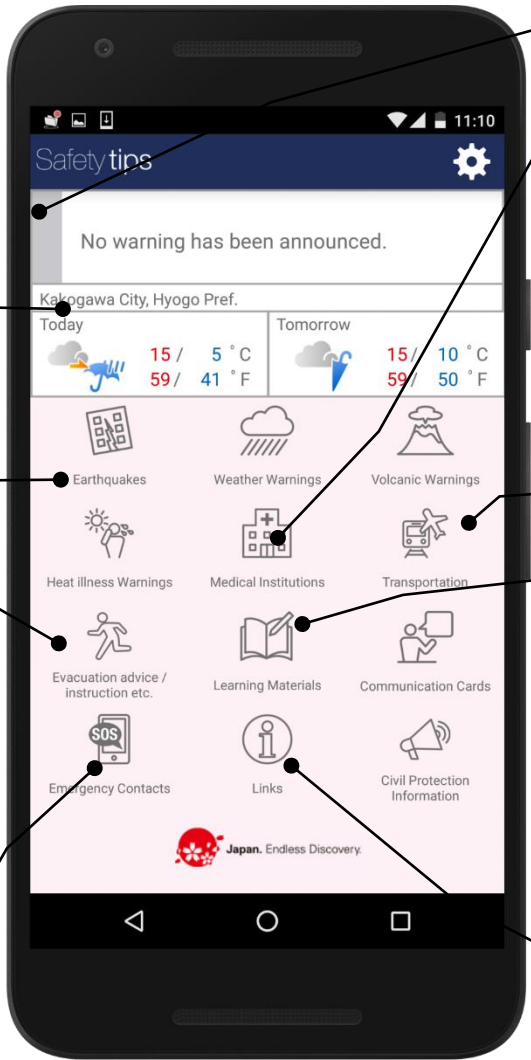 11:10
Safety tips
No warning has been announced.
Kakogawa City, Hyogo Pref.
Today
Tomorrow
15 / 5 °C
15 / 10 °C
59 / 41 °F
59 / 50 °F
Earthquakes
Weather Warnings
Volcanic Warnings
Heat illness Warnings
Medical Institutions
Transportation
Evacuation advice /
instruction etc.
Learning Materials
Communication Cards
SOS
Emergency Contacts
Links
Civil Protection
Information
Japan. Endless Discovery.